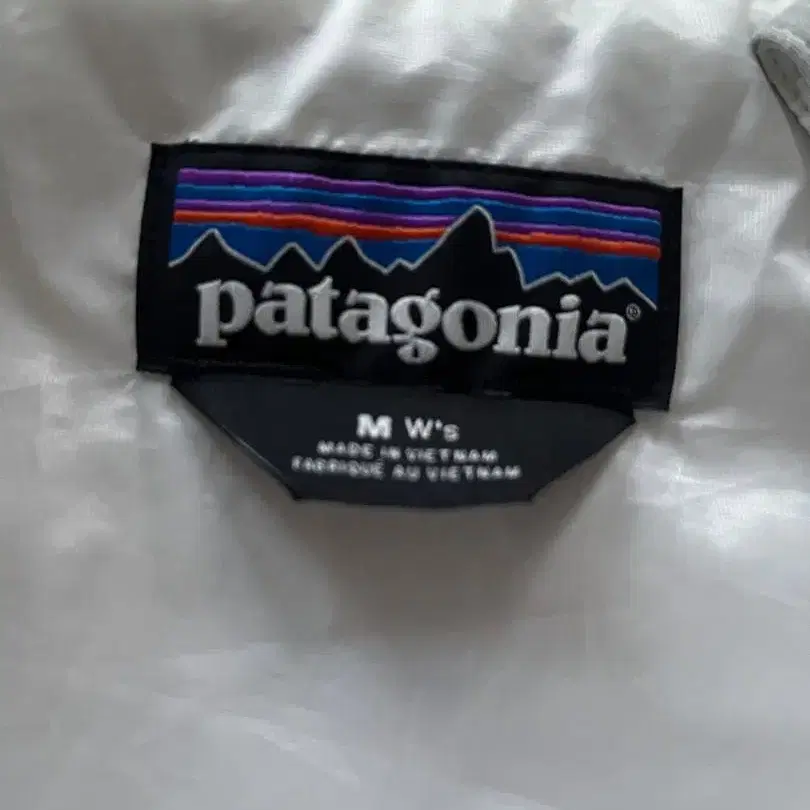 patagonia®
M W's
MADE IN VIETNAM
FABRIQUÉ AU VIETNAM